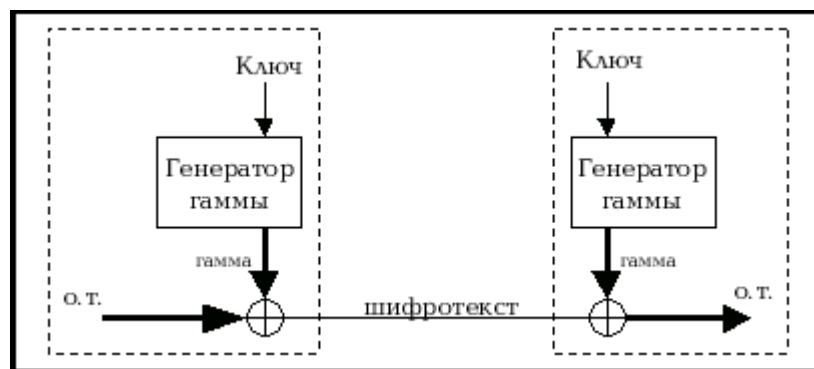 Ключ
Генератор
гаммы
гамма
о.т.
шифротекст
Ключ
Генератор
гаммы
гамма
о.т.